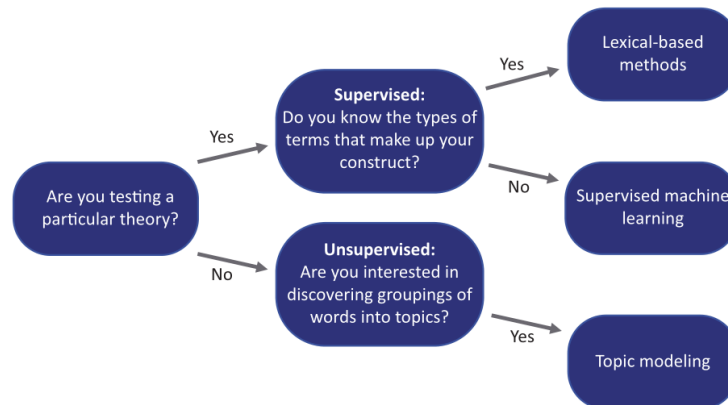 Are you testing a
particular theory?
Yes
No
Supervised:
Do you know the types of
terms that make up your
construct?
Unsupervised:
Are you interested in
discovering groupings of
words into topics?
Yes
No
Yes
Lexical-based
methods
Supervised machine
learning
Topic modeling